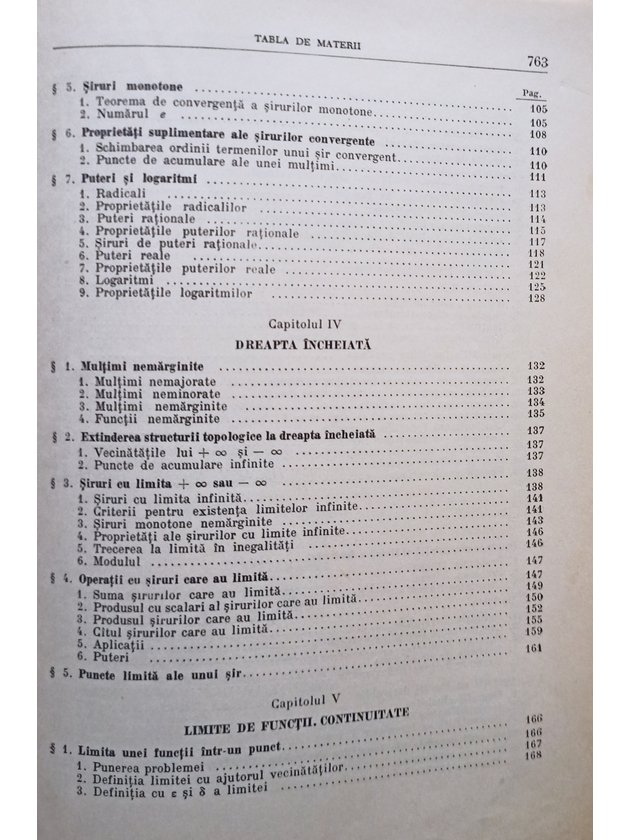 TABLA DE MATERII
763
Pag.
§ 5. Şiruri monotone 105
1. Teorema de convergenţă a şirurilor monotone 105
2. Numărul e 108
§ 6. Proprietăţi suplimentare ale şirurilor convergente 110
1. Schimbarea ordinii termenilor unui şir convergent 110
2. Puncte de acumulare ale unei mulţimi 111
§ 7. Puteri şi logaritmi 113
1. Radicali 113
2. Proprietăţile radicalilor 114
3. Puteri raţionale 115
4. Proprietăţile puterilor raţionale 117
5. Şiruri de puteri raţionale 118
6. Puteri reale 121
7. Proprietăţile puterilor reale 122
8. Logaritmi 125
9. Proprietăţile logaritmilor 128
Capitolul IV
DREAPTA ÎNCHEIATĂ
§ 1. Mulţimi nemărginite 132
1. Mulţimi nemajorate 132
2. Mulţimi neminorate 133
3. Mulţimi nemărginite 134
4. Funcţii nemărginite 135
§ 2. Extinderea structurii topologice la dreapta încheiată 137
1. Vecinătăţile lui + ∞ şi — ∞ 137
2. Puncte de acumulare infinite 137
§ 3. Şiruri cu limita + ∞ sau — ∞ 138
1. Şiruri cu limita infinită 138
2. Criterii pentru existenţa limitelor infinite 141
3. Şiruri monotone nemărginite 141
4. Proprietăţi ale şirurilor cu limite infinite 143
5. Trecerea la limită în inegalităţi 146
6. Modulul 146
§ 4. Operaţii cu şiruri care au limită 147
1. Suma şirurilor care au limită 147
2. Produsul cu scalari al şirurilor care au limită 149
3. Produsul şirurilor care au limită 150
4. Cîtul şirurilor care au limită 152
5. Aplicaţii 155
6. Puteri 159
§ 5. Puncte limită ale unui şir 161
Capitolul V
LIMITE DE FUNCŢII. CONTINUITATE
§ 1. Limita unei funcţii într-un punct 166
1. Punerea problemei 166
2. Definiţia limitei cu ajutorul vecinătăţilor 167
3. Definiţia cu ε şi δ a limitei 168